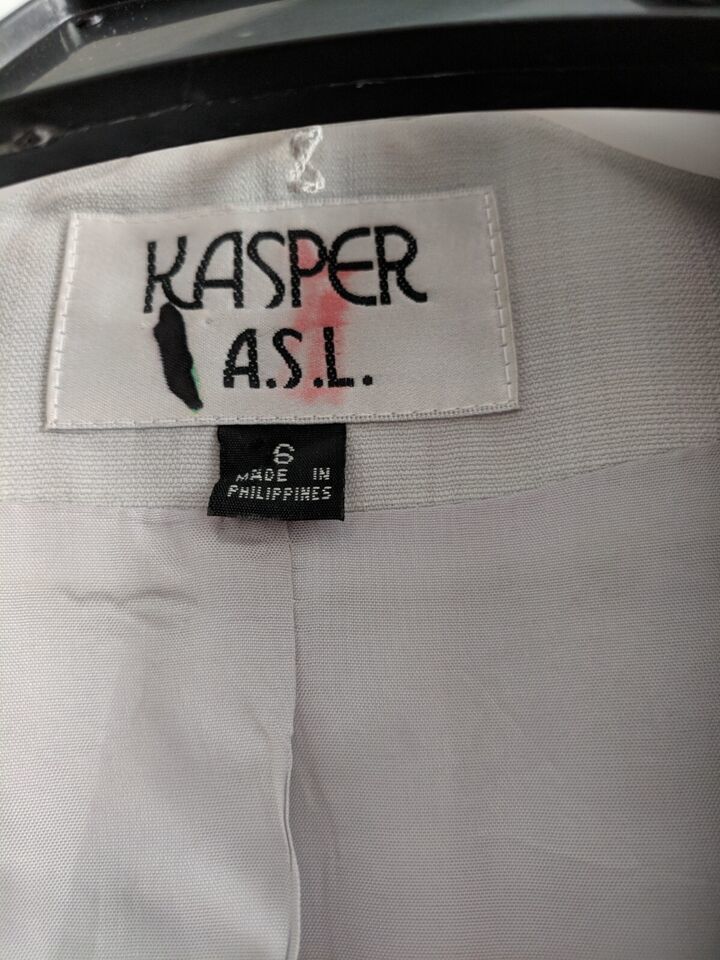 KASPER
A.S.L.
6
MADE IN
PHILIPPINES